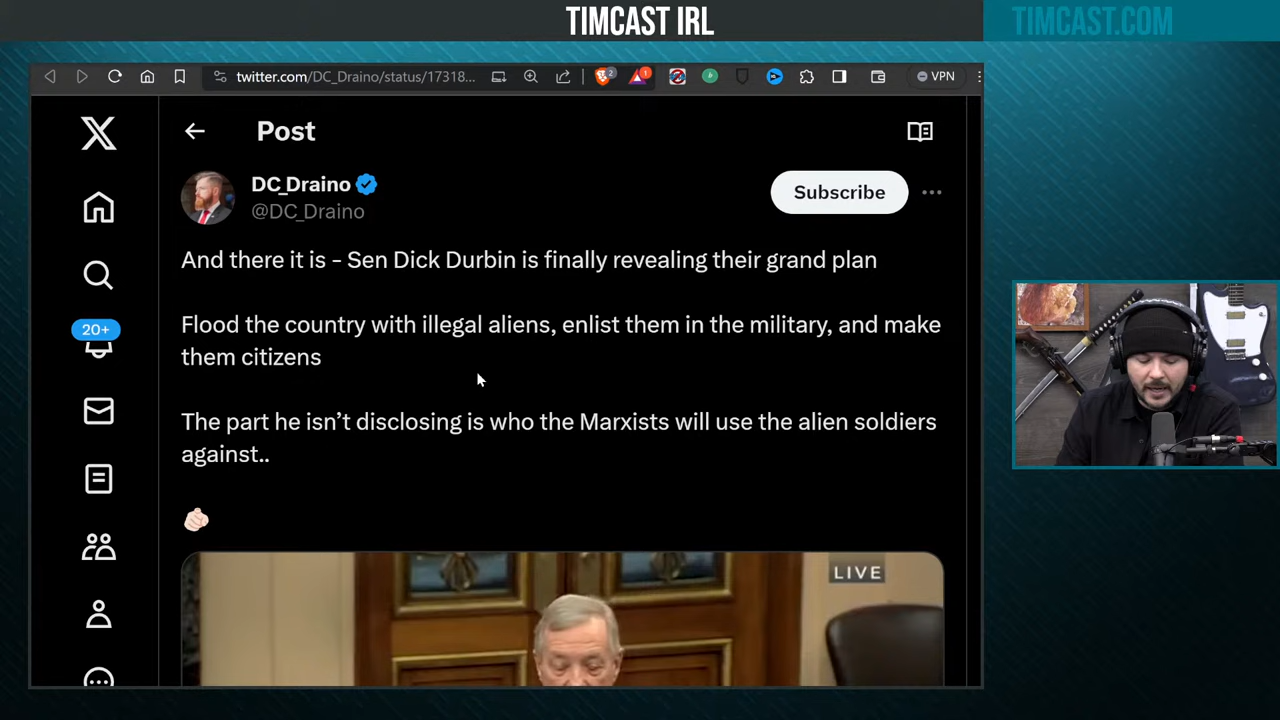 TIMCAST IRL
TIMCAST.COM
twitter.com/DC_Draino/status/17318...
2
1
VPN
Post
DC_Draino
@DC_Draino
Subscribe
And there it is - Sen Dick Durbin is finally revealing their grand plan
Flood the country with illegal aliens, enlist them in the military, and make
them citizens
20+
The part he isn’t disclosing is who the Marxists will use the alien soldiers
against..
LIVE